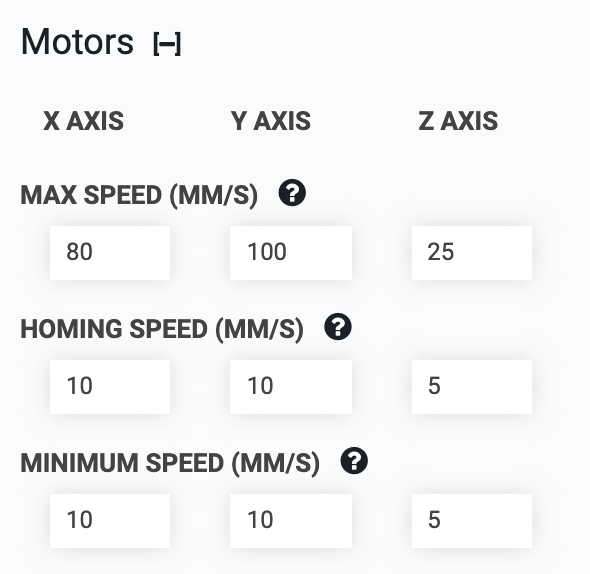 Motors [–]
X AXIS Y AXIS Z AXIS
MAX SPEED (MM/S) ?
80 100 25
HOMING SPEED (MM/S) ?
10 10 5
MINIMUM SPEED (MM/S) ?
10 10 5